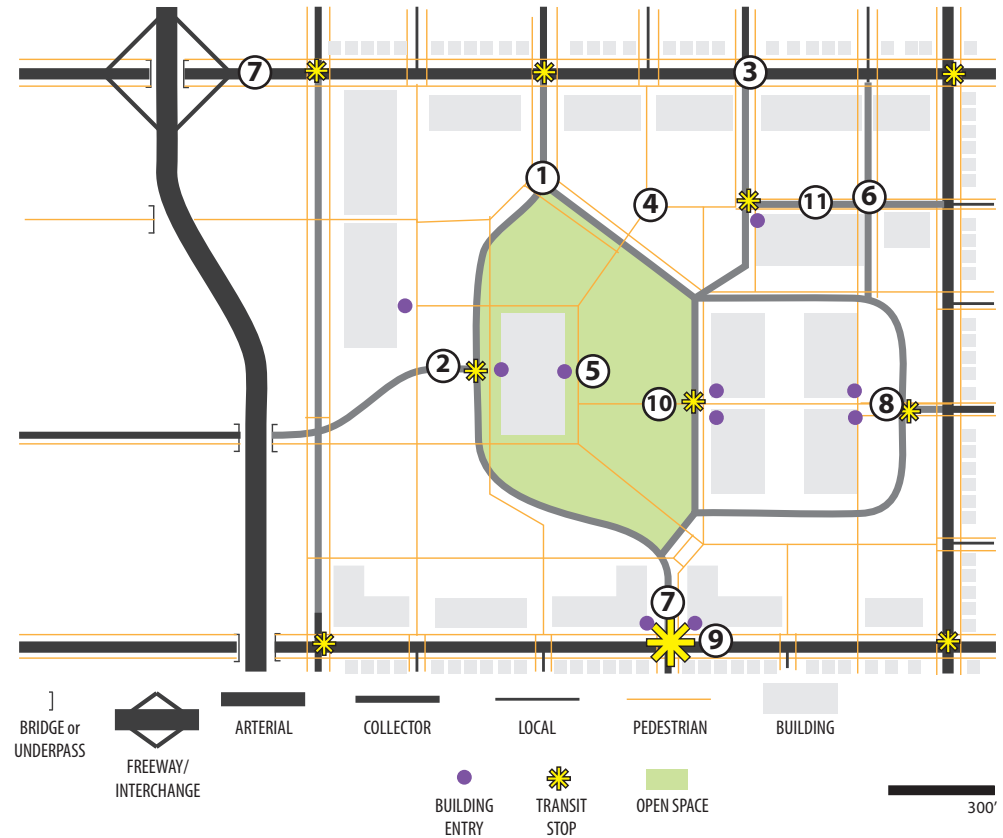 7
3
1
4
11
6
2
5
10
8
7
9
BRIDGE or
UNDERPASS
FREEWAY/
INTERCHANGE
ARTERIAL
COLLECTOR
LOCAL
PEDESTRIAN
BUILDING
BUILDING
ENTRY
TRANSIT
STOP
OPEN SPACE
300'